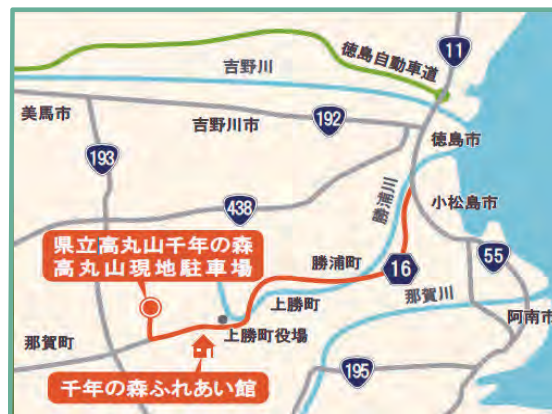 11
徳島自動車道
吉野川
美馬市
吉野川市
192
徳島市
193
勝浦川
小松島市
438
県立高丸山千年の森
高丸山現地駐車場
勝浦町
16
55
上勝町
那賀川
阿南市
那賀町
上勝町役場
千年の森ふれあい館
195